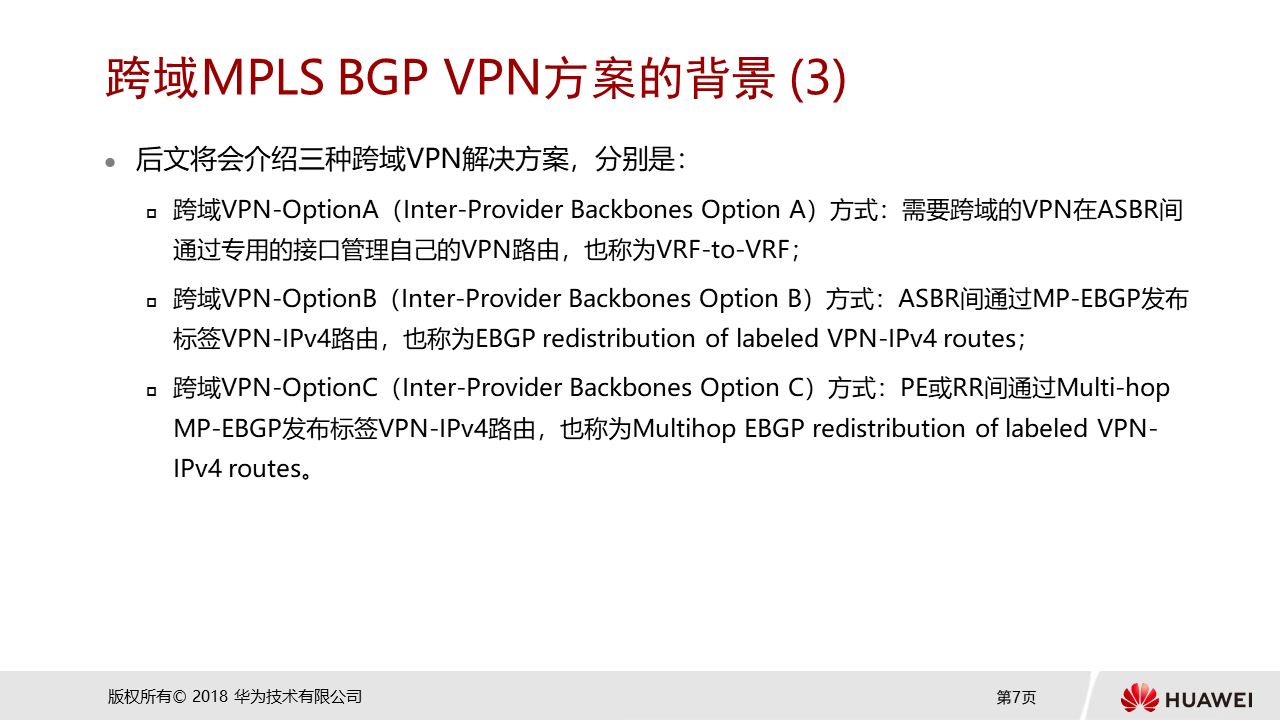 跨域MPLS BGP VPN方案的背景 (3)
后文将会介绍三种跨域VPN解决方案，分别是：
跨域VPN-OptionA（Inter-Provider Backbones Option A）方式：需要跨域的VPN在ASBR间
通过专用的接口管理自己的VPN路由，也称为VRF-to-VRF；
跨域VPN-OptionB（Inter-Provider Backbones Option B）方式：ASBR间通过MP-EBGP发布
标签VPN-IPv4路由，也称为EBGP redistribution of labeled VPN-IPv4 routes；
跨域VPN-OptionC（Inter-Provider Backbones Option C）方式：PE或RR间通过Multi-hop
MP-EBGP发布标签VPN-IPv4路由，也称为Multihop EBGP redistribution of labeled VPN-
IPv4 routes。
版权所有© 2018 华为技术有限公司
第7页
HUAWEI